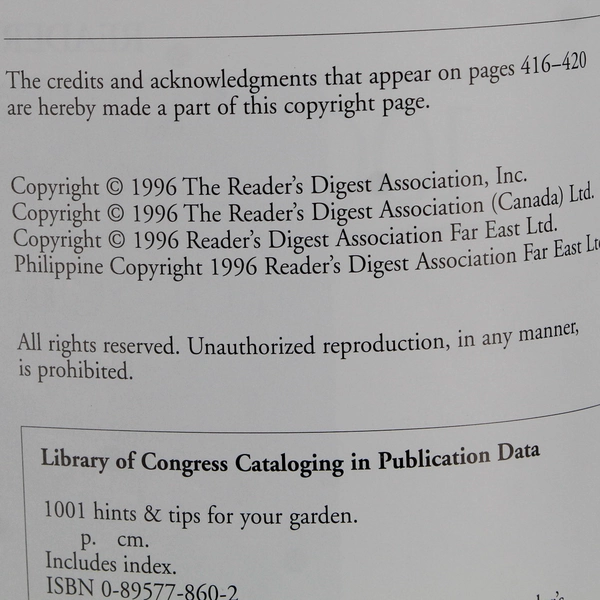 The credits and acknowledgments that appear on pages 416–420
are hereby made a part of this copyright page.
Copyright © 1996 The Reader's Digest Association, Inc.
Copyright © 1996 The Reader's Digest Association (Canada) Ltd.
Copyright © 1996 Reader's Digest Association Far East Ltd.
Philippine Copyright 1996 Reader's Digest Association Far East
All rights reserved. Unauthorized reproduction, in any manner,
is prohibited.
Library of Congress Cataloging in Publication Data
1001 hints & tips for your garden.
p. cm.
Includes index.
ISBN 0-89577-860-2